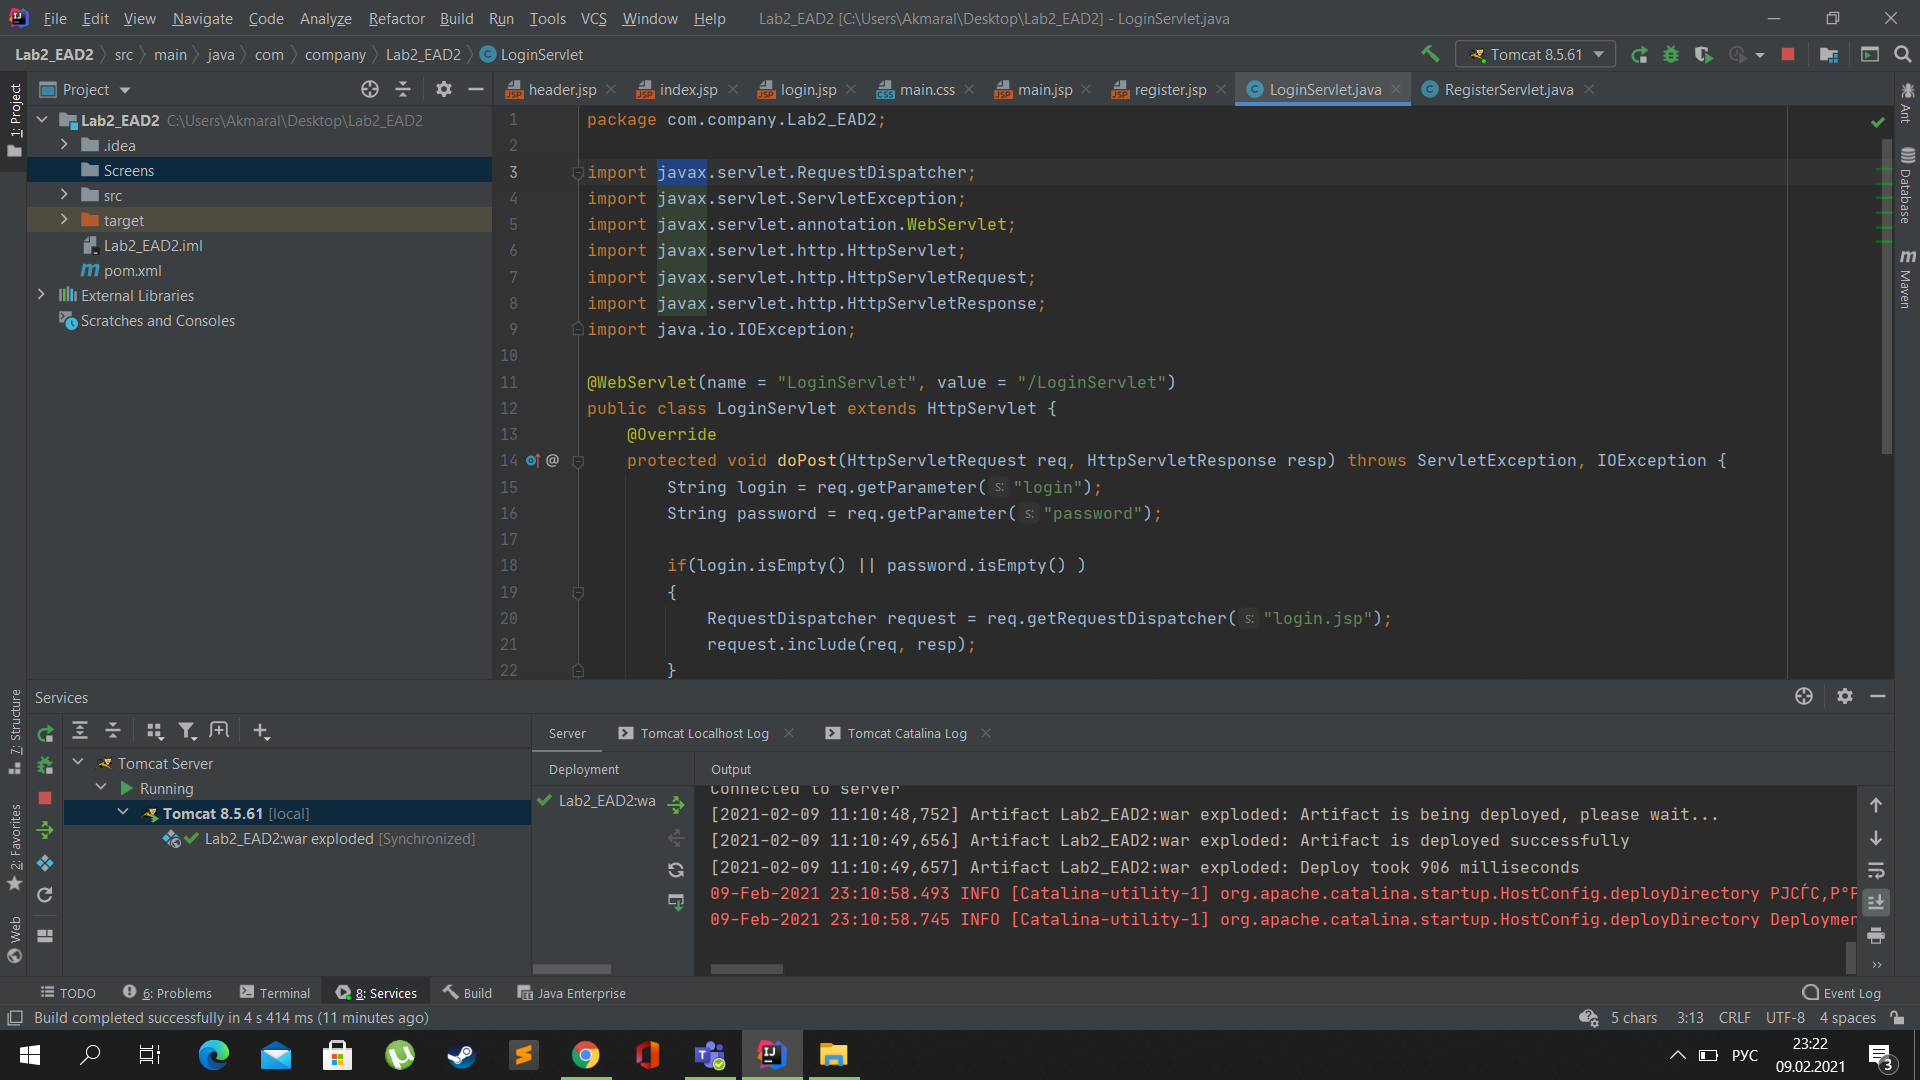 File Edit View Navigate Code Analyze Refactor Build Run Tools VCS Window Help Lab2_EAD2 [C:\Users\Akmaral\Desktop\Lab2_EAD2] - LoginServlet.java
Lab2_EAD2 src main java com company Lab2_EAD2 LoginServlet Tomcat 8.5.61
1: Project
Project
Lab2_EAD2 C:\Users\Akmaral\Desktop\Lab2_EAD2
.idea
Screens
src
target
Lab2_EAD2.iml
pom.xml
External Libraries
Scratches and Consoles
header.jsp index.jsp login.jsp main.css main.jsp register.jsp LoginServlet.java RegisterServlet.java
1 package com.company.Lab2_EAD2;
2
3 import javax.servlet.RequestDispatcher;
4 import javax.servlet.ServletException;
5 import javax.servlet.annotation.WebServlet;
6 import javax.servlet.http.HttpServlet;
7 import javax.servlet.http.HttpServletRequest;
8 import javax.servlet.http.HttpServletResponse;
9 import java.io.IOException;
10
11 @WebServlet(name = "LoginServlet", value = "/LoginServlet")
12 public class LoginServlet extends HttpServlet {
13 @Override
14 @ protected void doPost(HttpServletRequest req, HttpServletResponse resp) throws ServletException, IOException {
15 String login = req.getParameter( s: "login");
16 String password = req.getParameter( s: "password");
17
18 if(login.isEmpty() || password.isEmpty() )
19 {
20 RequestDispatcher request = req.getRequestDispatcher( s: "login.jsp");
21 request.include(req, resp);
22 }
Ant
Database
Maven
7: Structure
2: Favorites
Web
Services
Tomcat Server
Running
Tomcat 8.5.61 [local]
Lab2_EAD2:war exploded [Synchronized]
Server Tomcat Localhost Log Tomcat Catalina Log
Deployment Output
Lab2_EAD2:wa
Connected to server
[2021-02-09 11:10:48,752] Artifact Lab2_EAD2:war exploded: Artifact is being deployed, please wait...
[2021-02-09 11:10:49,656] Artifact Lab2_EAD2:war exploded: Artifact is deployed successfully
[2021-02-09 11:10:49,657] Artifact Lab2_EAD2:war exploded: Deploy took 906 milliseconds
09-Feb-2021 23:10:58.493 INFO [Catalina-utility-1] org.apache.catalina.startup.HostConfig.deployDirectory
09-Feb-2021 23:10:58.745 INFO [Catalina-utility-1] org.apache.catalina.startup.HostConfig.deployDirectory Deploymen
TODO 6: Problems Terminal 8: Services Build Java Enterprise Event Log
Build completed successfully in 4 s 414 ms (11 minutes ago) 5 chars 3:13 CRLF UTF-8 4 spaces
РУС
23:22
09.02.2021
3